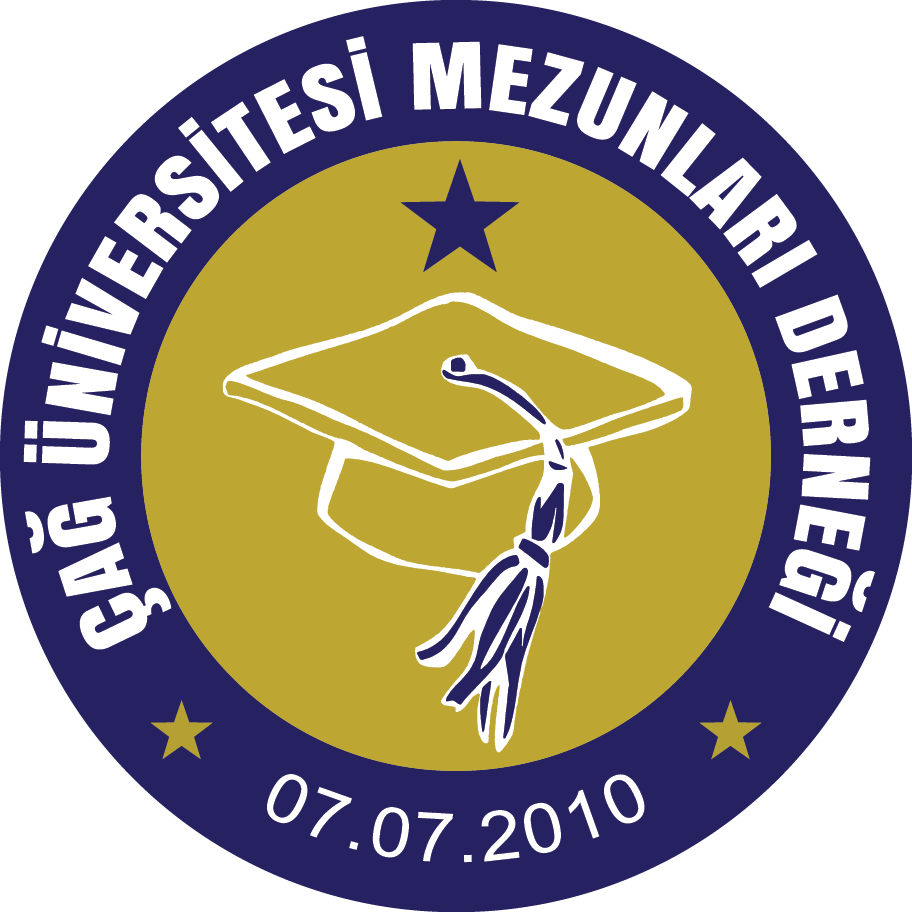 ÇAĞ ÜNİVERSİTESİ MEZUNLARI DERNEĞİ
07.07.2010